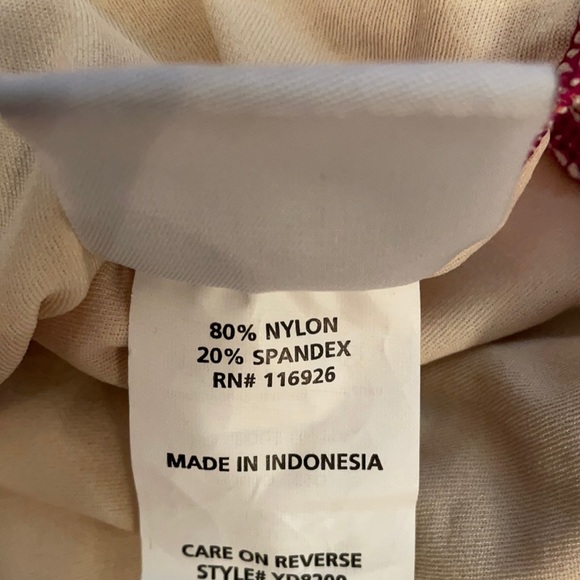 80% NYLON
20% SPANDEX
RN# 116926
MADE IN INDONESIA
CARE ON REVERSE
STYLE#